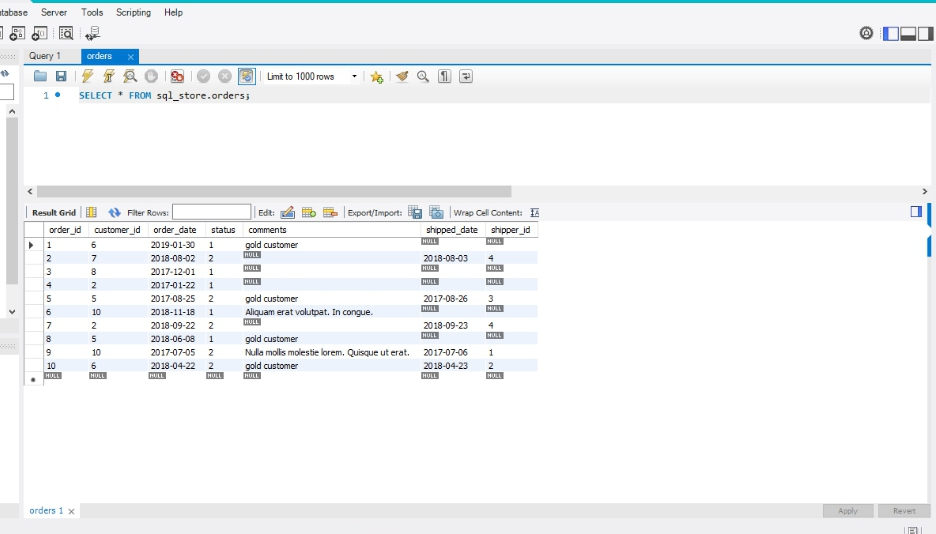 tabase Server Tools Scripting Help
Query 1 orders
Limit to 1000 rows
1 SELECT * FROM sql_store.orders;
Result Grid Filter Rows: Edit: Export/Import: Wrap Cell Content: IA
order_id customer_id order_date status comments shipped_date shipper_id
1 6 2019-01-30 1 gold customer NULL NULL
2 7 2018-08-02 2 NULL 2018-08-03 4
3 8 2017-12-01 1 NULL NULL NULL
4 2 2017-01-22 1 NULL NULL NULL
5 5 2017-08-25 2 gold customer 2017-08-26 3
6 10 2018-11-18 1 Aliquam erat volutpat. In congue. NULL NULL
7 2 2018-09-22 2 NULL 2018-09-23 4
8 5 2018-06-08 1 gold customer NULL NULL
9 10 2017-07-05 2 Nulla mollis molestie lorem. Quisque ut erat. 2017-07-06 1
10 6 2018-04-22 2 gold customer 2018-04-23 2
NULL NULL NULL NULL NULL NULL NULL
orders 1
Apply Revert